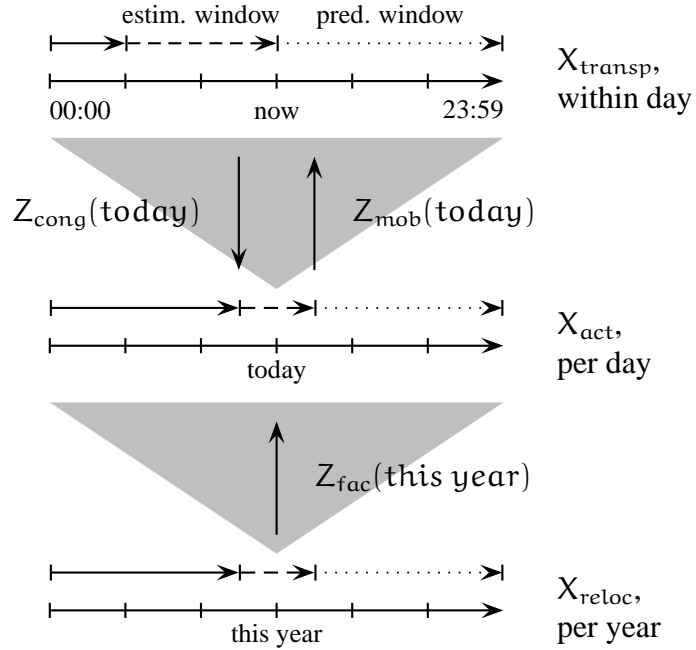 estim. window pred. window
X_transp,
within day
00:00 now 23:59
Z_cong(today) Z_mob(today)
X_act,
per day
today
Z_fac(this year)
X_reloc,
per year
this year